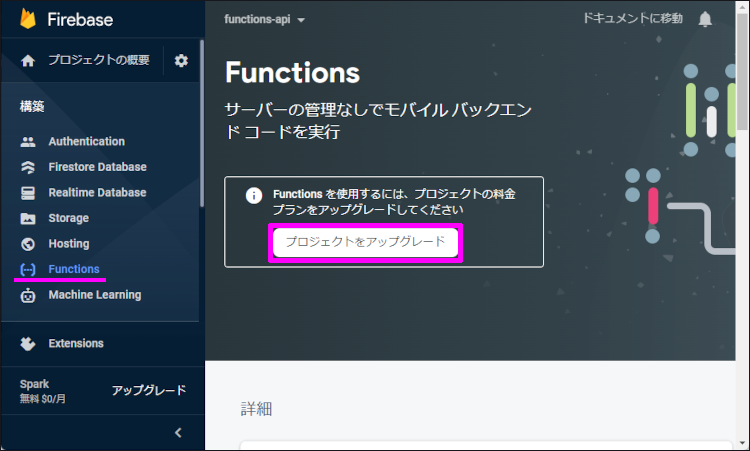 Firebase
プロジェクトの概要
構築
Authentication
Firestore Database
Realtime Database
Storage
Hosting
Functions
Machine Learning
Extensions
Spark
無料 $0/月
アップグレード
functions-api
ドキュメントに移動
Functions
サーバーの管理なしでモバイル バックエン
ド コードを実行
Functions を使用するには、プロジェクトの料金
プランをアップグレードしてください
プロジェクトをアップグレード
詳細